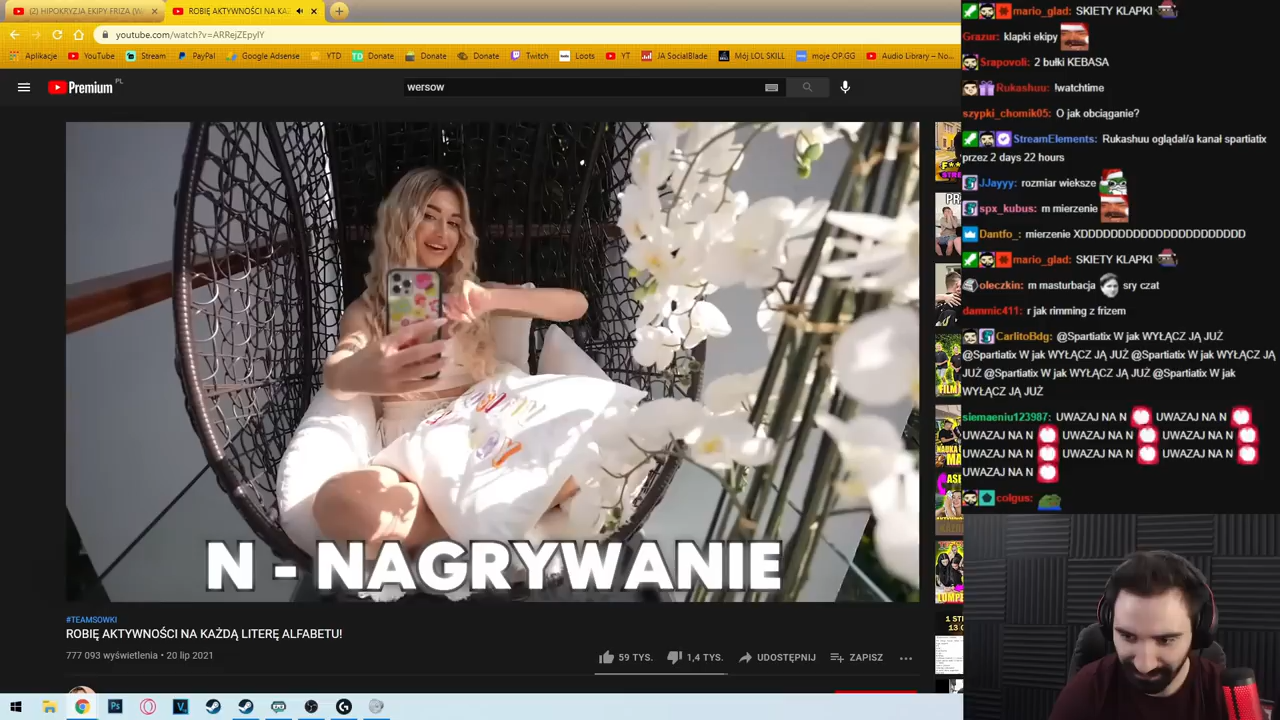 (2) HIPOKRYZJA EKIPY FRIZA (W
ROBIĘ AKTYWNOŚCI NA KAŻ
youtube.com/watch?v=ARRejZEpylY
Aplikacje YouTube Stream PayPal Google Adsense YTD Donate Donate Donate Twitch Loots YT JA SocialBlade Mój LOL SKILL moje OP.GG Audio Library – No...
Premium PL
wersow
N - NAGRYWANIE
#TEAMSOWKI
ROBIĘ AKTYWNOŚCI NA KAŻDĄ LITERĘ ALFABETU!
777 093 wyświetlenia • 20 lip 2021
59 TYS. 1,4 TYS. UDOSTĘPNIJ ZAPISZ
mario_glad: SKIETY KLAPKI
Grazur: klapki ekipy
Srapovoli: 2 bułki KEBASA
Rukashuu: !watchtime
szypki_chomik05: O jak obciąganie?
StreamElements: Rukashuu oglądał/a kanał spartiatix
przez 2 days 22 hours
JJayyy: rozmiar wieksze
spx_kubus: m mierzenie
Dantfo_: mierzenie XDDDDDDDDDDDDDDDDDDDDDDD
mario_glad: SKIETY KLAPKI
oleczkin: m masturbacja sry czat
dammic411: r jak rimming z frizem
CarlitoBdg: @Spartiatix W jak WYŁĄCZ JĄ JUŻ
@Spartiatix W jak WYŁĄCZ JĄ JUŻ @Spartiatix W jak WYŁĄCZ JĄ
JUŻ @Spartiatix W jak WYŁĄCZ JĄ JUŻ @Spartiatix W jak
WYŁĄCZ JĄ JUŻ
siemaeniu123987: UWAZAJ NA N UWAZAJ NA N
UWAZAJ NA N UWAZAJ NA N UWAZAJ NA N
UWAZAJ NA N UWAZAJ NA N UWAZAJ NA N
UWAZAJ NA N
colgus: